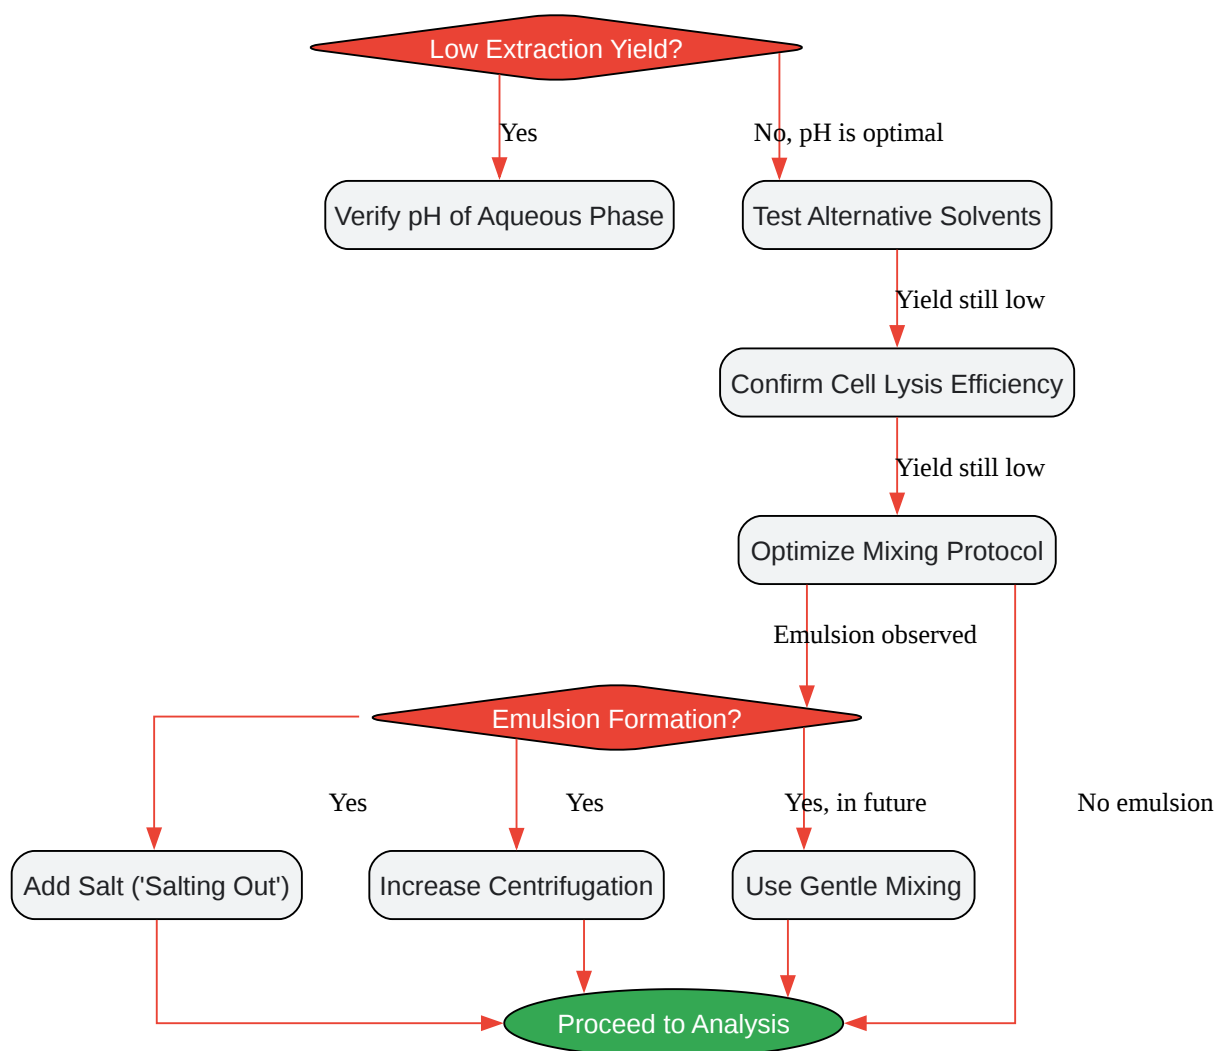 Low Extraction Yield?
Yes
No, pH is optimal
Verify pH of Aqueous Phase
Test Alternative Solvents
Yield still low
Confirm Cell Lysis Efficiency
Yield still low
Optimize Mixing Protocol
Emulsion observed
Emulsion Formation?
Yes
Yes
Yes, in future
No emulsion
Add Salt ('Salting Out')
Increase Centrifugation
Use Gentle Mixing
Proceed to Analysis